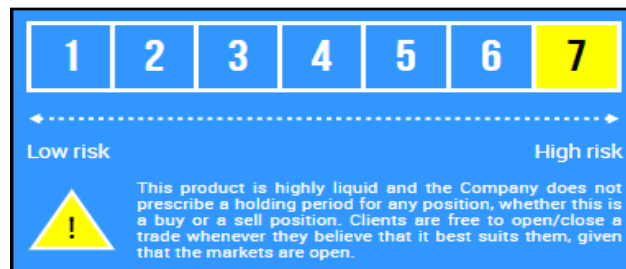 1 2 3 4 5 6 7
Low risk High risk
!
This product is highly liquid and the Company does not
prescribe a holding period for any position, whether this is
a buy or a sell position. Clients are free to open/close a
trade whenever they believe that it best suits them, given
that the markets are open.